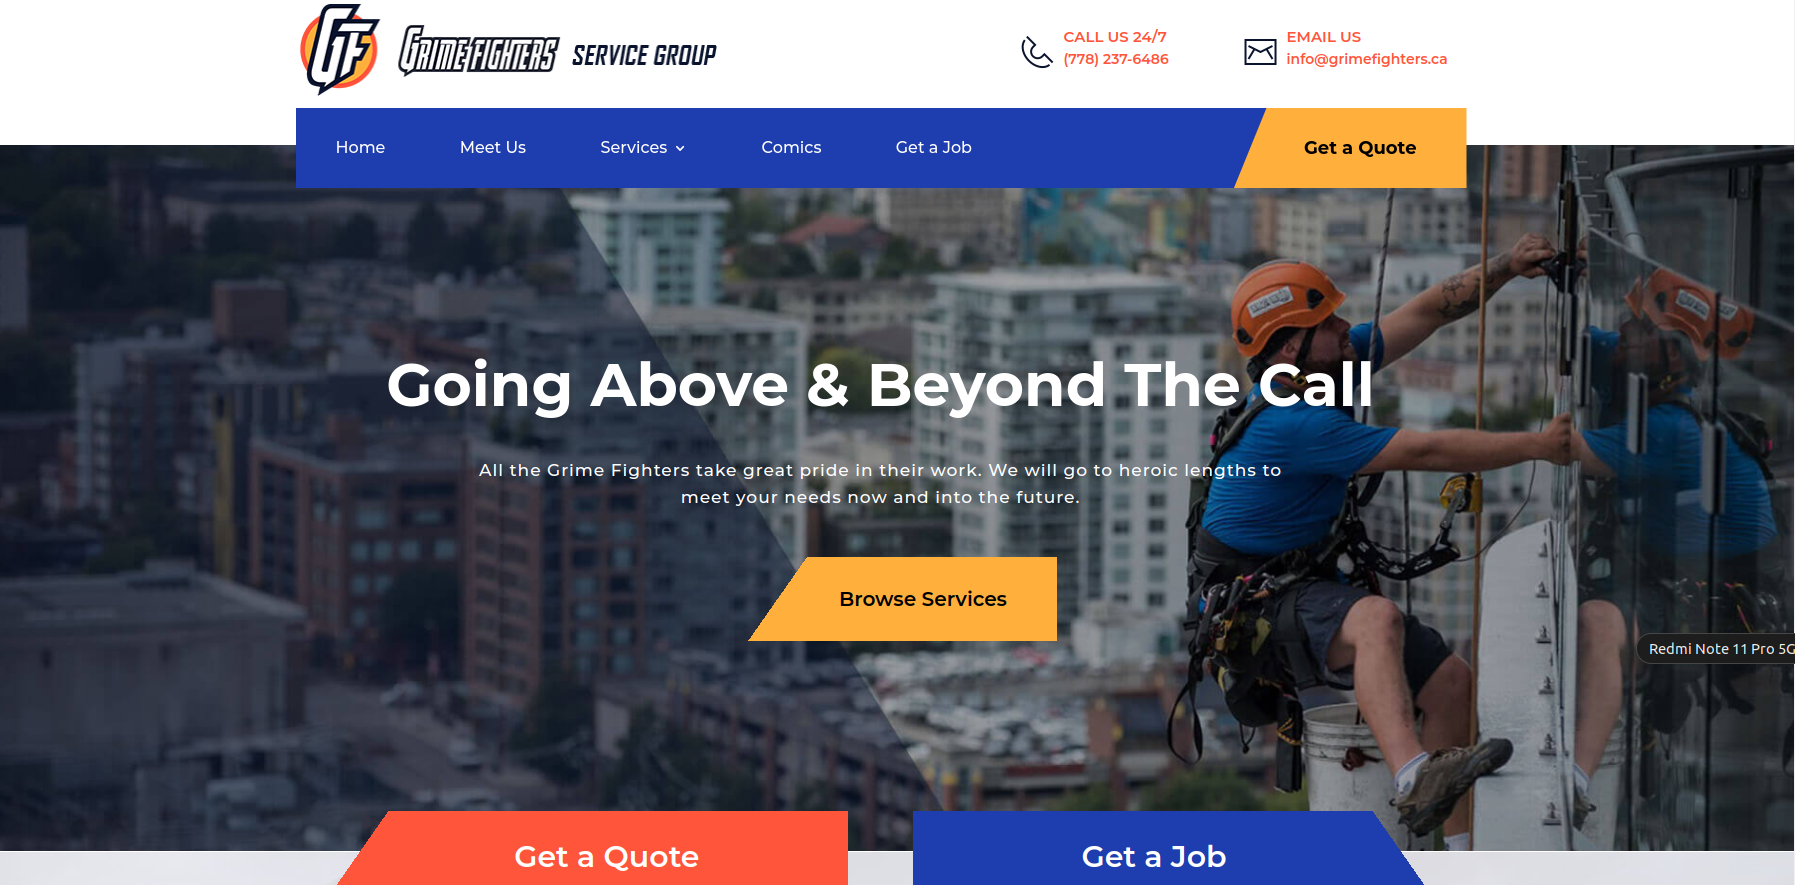 GF
GRIMEFIGHTERS SERVICE GROUP
CALL US 24/7
(778) 237-6486
EMAIL US
info@grimefighters.ca
Home
Meet Us
Services
Comics
Get a Job
Get a Quote
Going Above & Beyond The Call
All the Grime Fighters take great pride in their work. We will go to heroic lengths to
meet your needs now and into the future.
Browse Services
Redmi Note 11 Pro 5G
Get a Quote
Get a Job